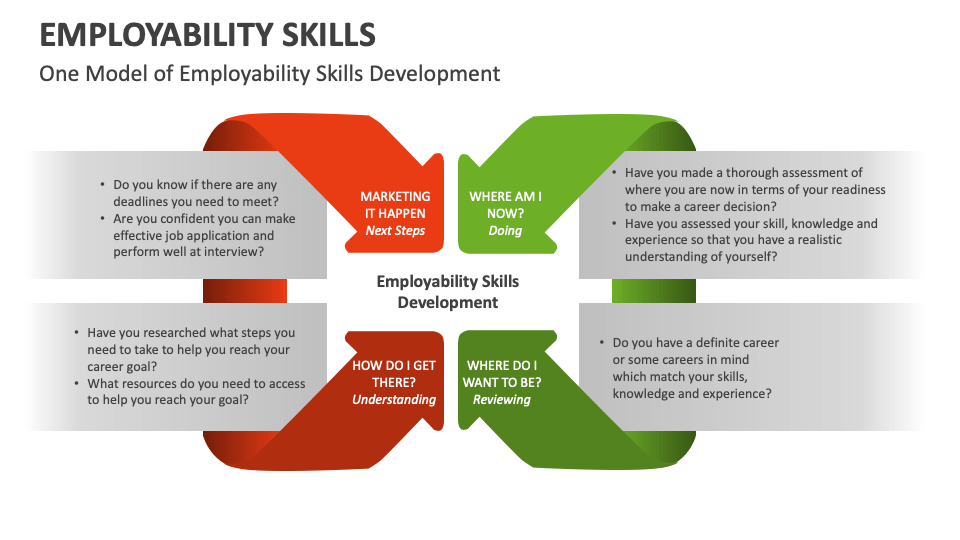 EMPLOYABILITY SKILLS
One Model of Employability Skills Development
• Do you know if there are any
deadlines you need to meet?
• Are you confident you can make
effective job application and
perform well at interview?
MARKETING
IT HAPPEN
Next Steps
WHERE AM I
NOW?
Doing
• Have you made a thorough assessment of
where you are now in terms of your readiness
to make a career decision?
• Have you assessed your skill, knowledge and
experience so that you have a realistic
understanding of yourself?
Employability Skills
Development
• Have you researched what steps you
need to take to help you reach your
career goal?
• What resources do you need to access
to help you reach your goal?
HOW DO I GET
THERE?
Understanding
WHERE DO I
WANT TO BE?
Reviewing
• Do you have a definite career
or some careers in mind
which match your skills,
knowledge and experience?